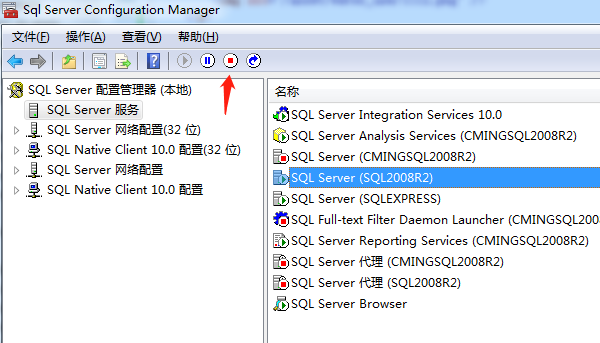 Sql Server Configuration Manager
文件(F) 操作(A) 查看(V) 帮助(H)
SQL Server 配置管理器 (本地)
SQL Server 服务
SQL Server 网络配置(32 位)
SQL Native Client 10.0 配置(32 位)
SQL Server 网络配置
SQL Native Client 10.0 配置
名称
SQL Server Integration Services 10.0
SQL Server Analysis Services (CMINGSQL2008R2)
SQL Server (CMINGSQL2008R2)
SQL Server (SQL2008R2)
SQL Server (SQLEXPRESS)
SQL Full-text Filter Daemon Launcher (CMINGSQL2008R2)
SQL Server Reporting Services (CMINGSQL2008R2)
SQL Server 代理 (CMINGSQL2008R2)
SQL Server 代理 (SQL2008R2)
SQL Server Browser